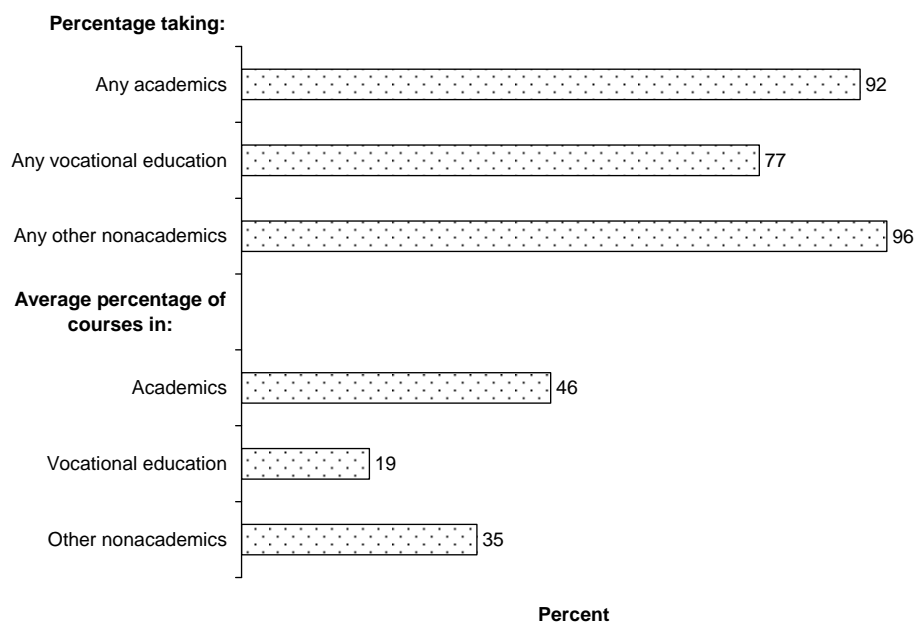 Percentage taking:
Any academics 92
Any vocational education 77
Any other nonacademics 96
Average percentage of
courses in:
Academics 46
Vocational education 19
Other nonacademics 35
Percent